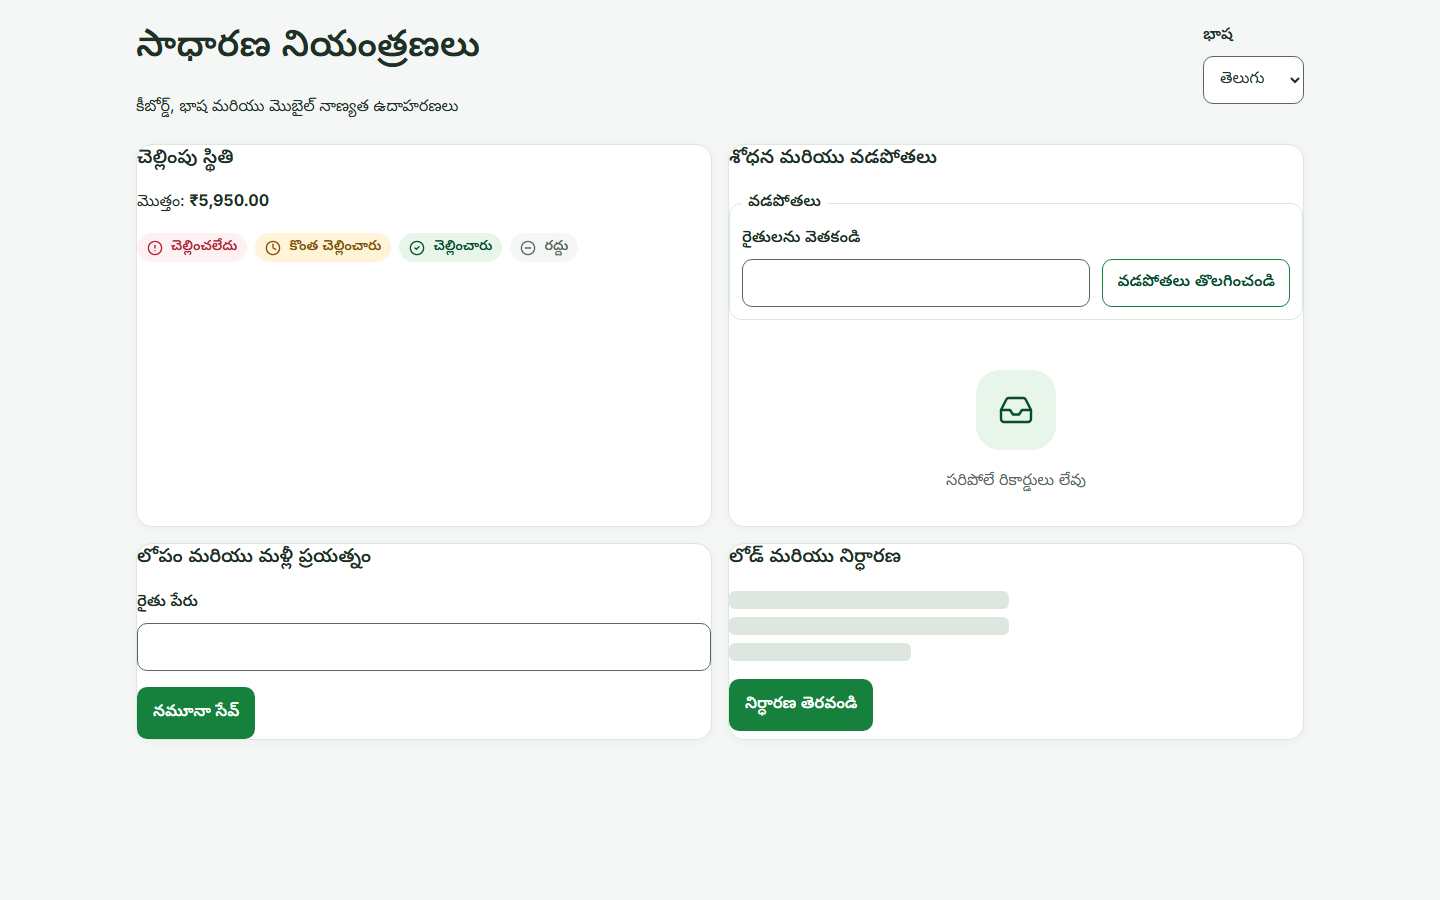 సాధారణ నియంత్రణలు
భాష
తెలుగు
కీబోర్డ్, భాష మరియు మొబైల్ నాణ్యత ఉదాహరణలు
చెల్లింపు స్థితి
మొత్తం: ₹5,950.00
చెల్లించలేదు
కొంత చెల్లించారు
చెల్లించారు
రద్దు
శోధన మరియు వడపోతలు
వడపోతలు
రైతులను వెతకండి
వడపోతలు తొలగించండి
సరిపోలే రికార్డులు లేవు
లోపం మరియు మళ్లీ ప్రయత్నం
రైతు పేరు
నమూనా సేవ్
లోడ్ మరియు నిర్ధారణ
నిర్ధారణ తెరవండి